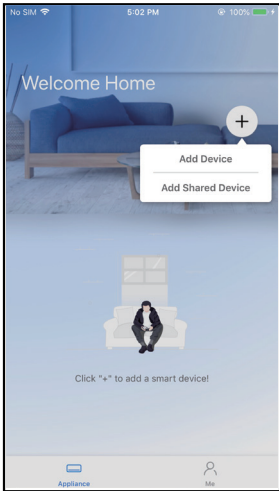 No SIM 5:02 PM 100%
Welcome Home
+
Add Device
Add Shared Device
Click "+" to add a smart device!
Appliance Me